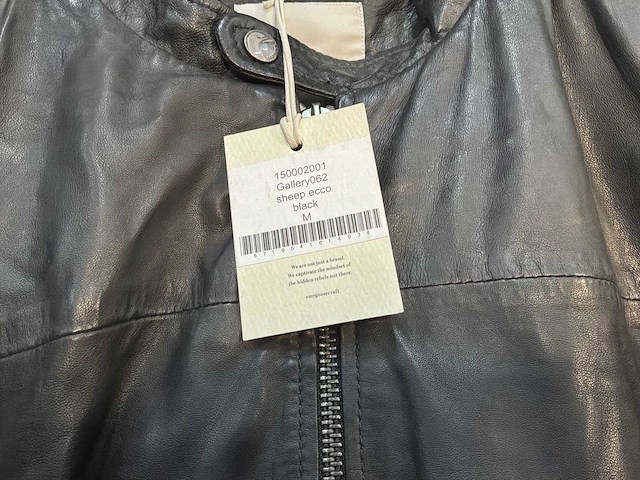 150002001
Gallery062
sheep ecco
black
M
We are not just a brand.
We captivate the mindset of
the hidden rebels out there.
easygoosecraft